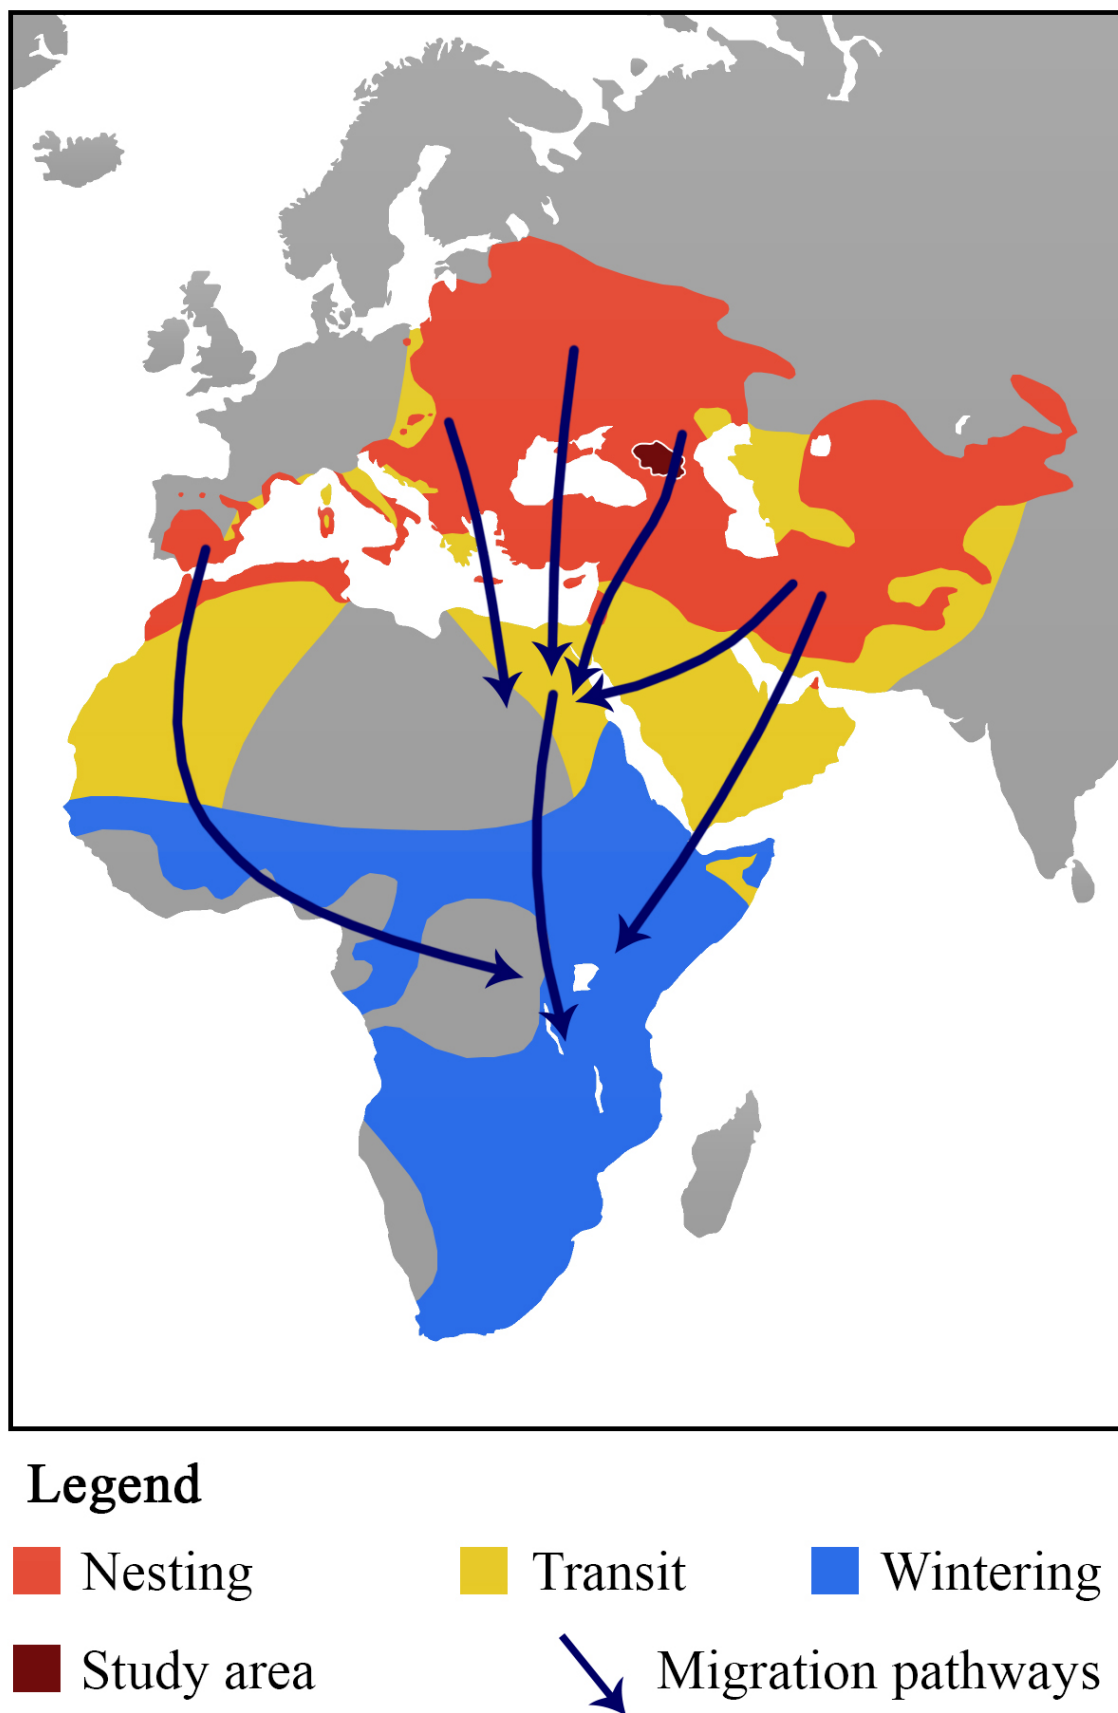 Legend
Nesting
Transit
Wintering
Study area
Migration pathways